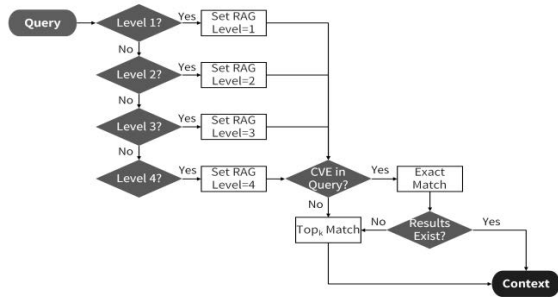 Query
Level 1?
Yes
Set RAG
Level=1
No
Level 2?
Yes
Set RAG
Level=2
No
Level 3?
Yes
Set RAG
Level=3
No
Level 4?
Yes
Set RAG
Level=4
CVE in
Query?
Yes
Exact
Match
No
Topₖ Match
No
Results
Exist?
Yes
Context